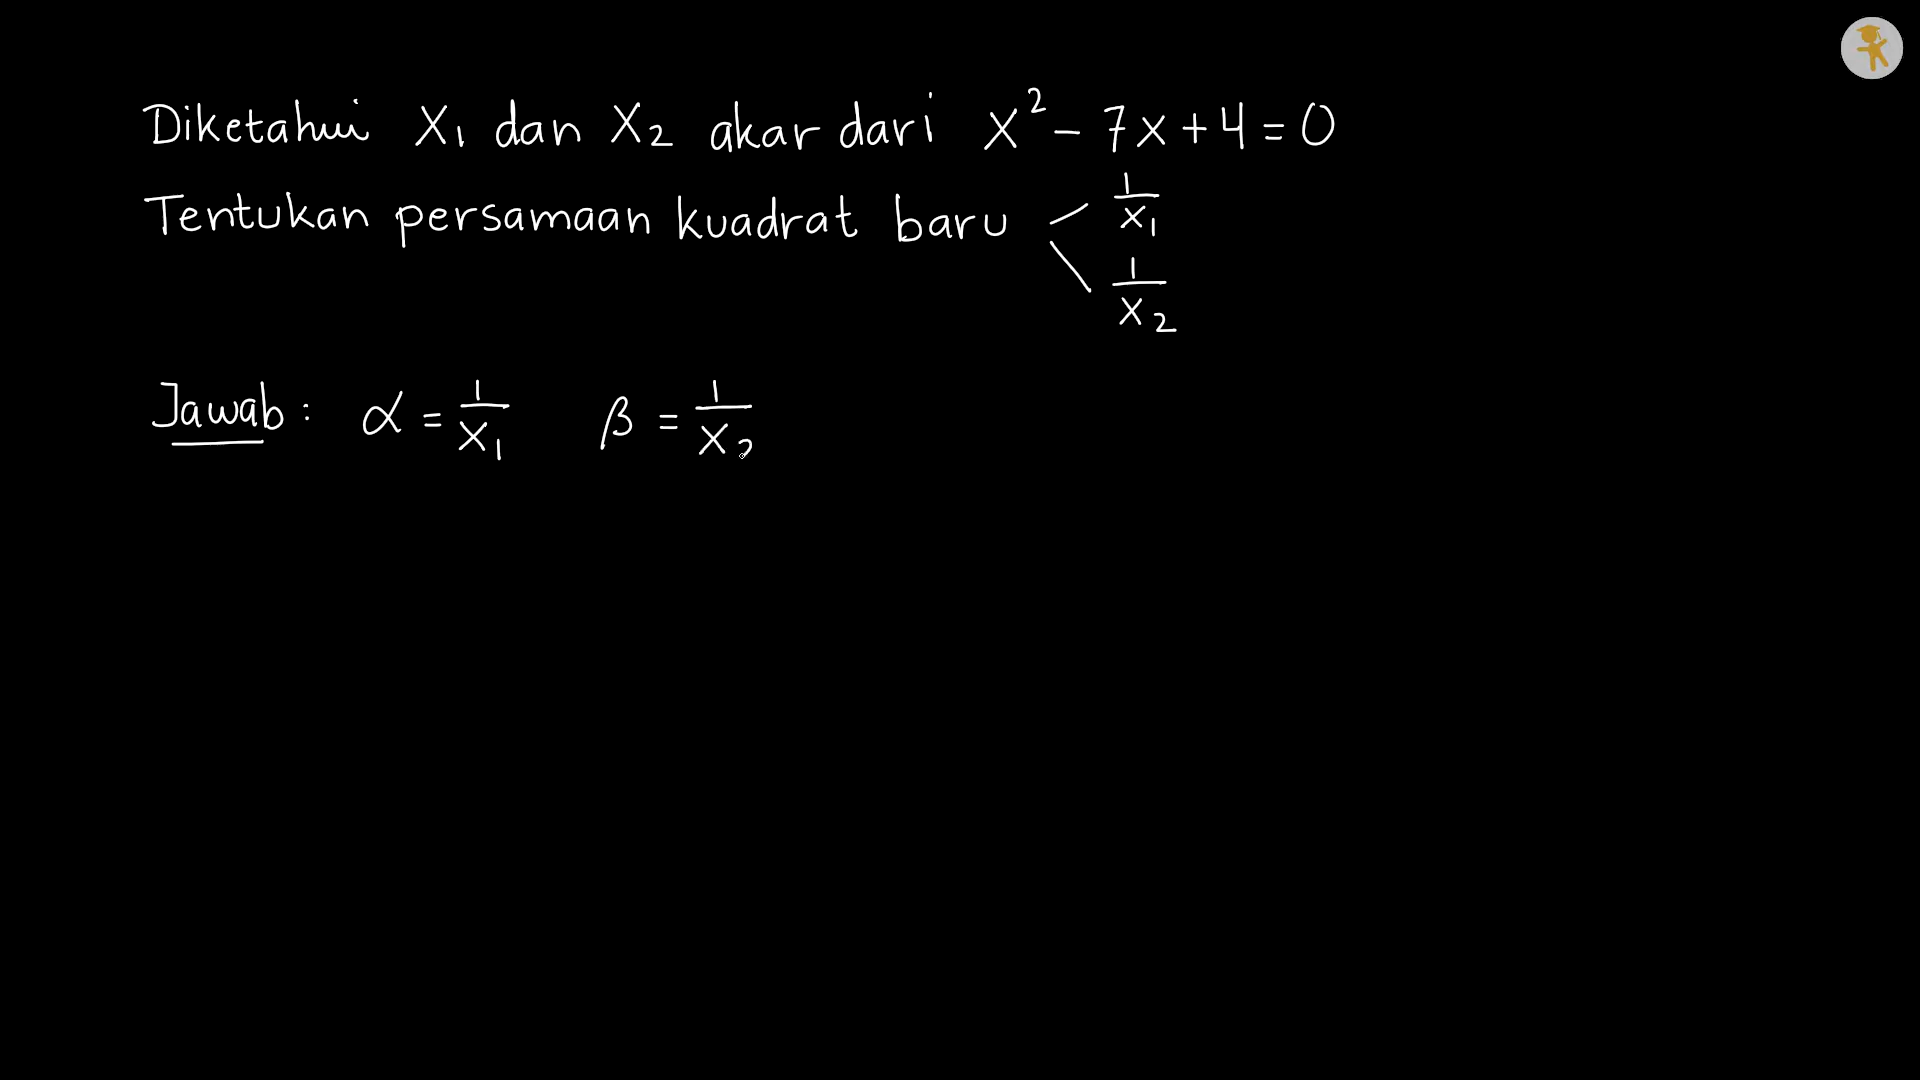 Diketahui x₁ dan x₂ akar dari x² - 7x + 4 = 0
Tentukan persamaan kuadrat baru < 1/x₁
1/x₂
Jawab : α = 1/x₁ β = 1/x₂